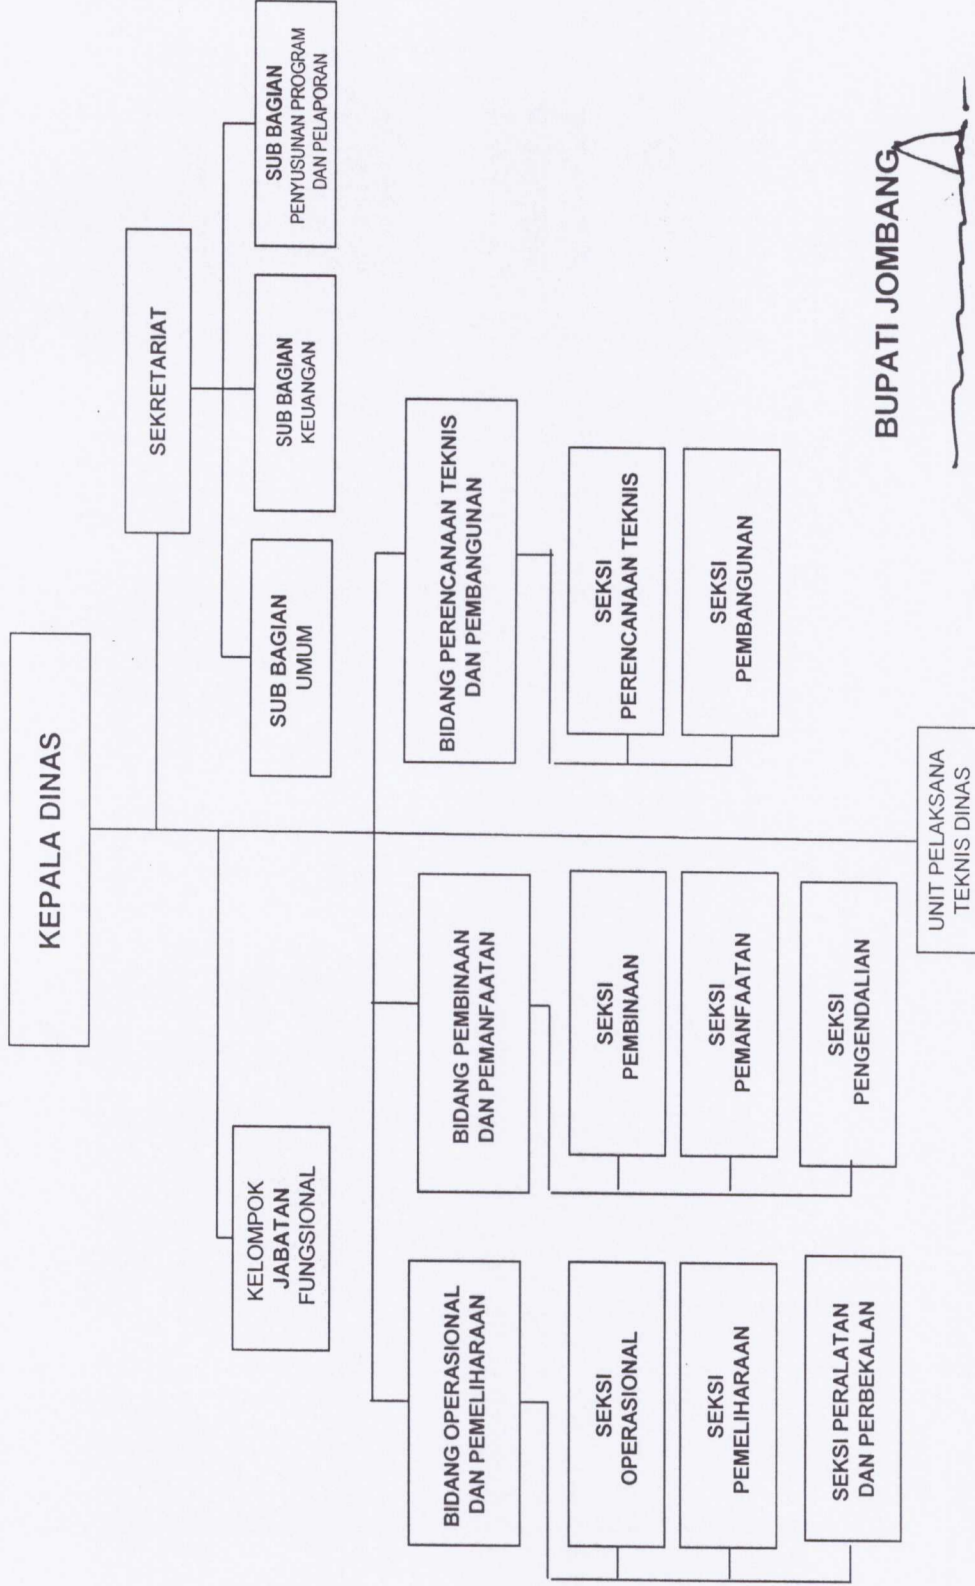 KEPALA DINAS
SEKRETARIAT
KELOMPOK
JABATAN
FUNGSIONAL
SUB BAGIAN
UMUM
SUB BAGIAN
KEUANGAN
SUB BAGIAN
PENYUSUNAN PROGRAM
DAN PELAPORAN
BIDANG OPERASIONAL
DAN PEMELIHARAAN
BIDANG PEMBINAAN
DAN PEMANFAATAN
BIDANG PERENCANAAN TEKNIS
DAN PEMBANGUNAN
SEKSI
OPERASIONAL
SEKSI
PEMBINAAN
SEKSI
PERENCANAAN TEKNIS
SEKSI
PEMELIHARAAN
SEKSI
PEMANFAATAN
SEKSI
PEMBANGUNAN
SEKSI PERALATAN
DAN PERBEKALAN
SEKSI
PENGENDALIAN
UNIT PELAKSANA
TEKNIS DINAS
BUPATI JOMBANG